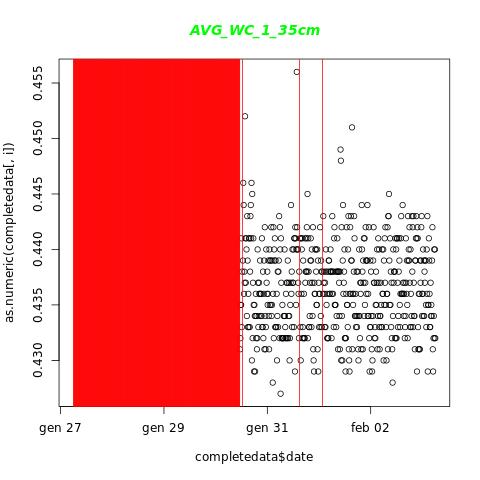 AVG_WC_1_35cm
as.numeric(completedata[, i])
0.455
0.450
0.445
0.440
0.435
0.430
gen 27
gen 29
gen 31
feb 02
completedata$date